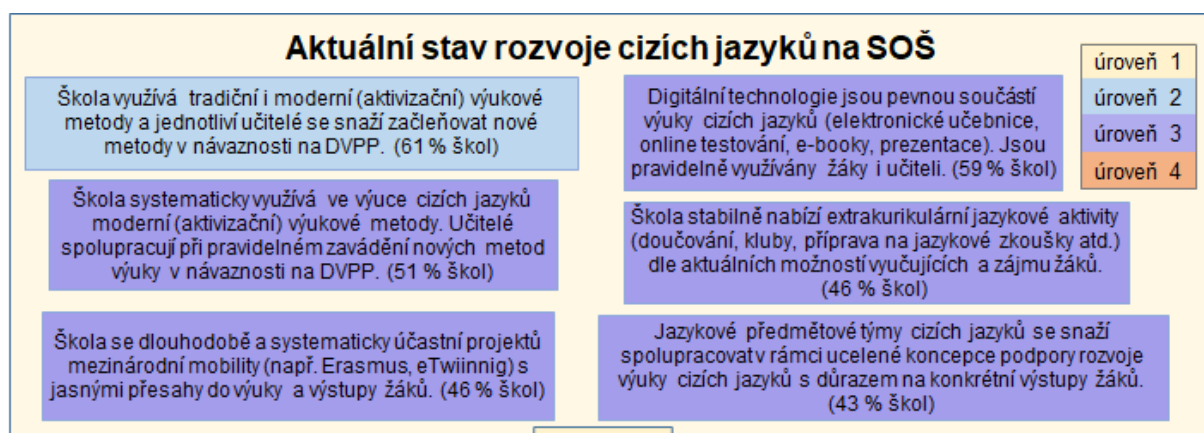 Aktuální stav rozvoje cizích jazyků na SOŠ
úroveň 1
úroveň 2
úroveň 3
úroveň 4
Škola využívá tradiční i moderní (aktivizační) výukové
metody a jednotliví učitelé se snaží začleňovat nové
metody v návaznosti na DVPP. (61 % škol)
Digitální technologie jsou pevnou součástí
výuky cizích jazyků (elektronické učebnice,
online testování, e-booky, prezentace). Jsou
pravidelně využívány žáky i učiteli. (59 % škol)
Škola systematicky využívá ve výuce cizích jazyků
moderní (aktivizační) výukové metody. Učitelé
spolupracují při pravidelném zavádění nových metod
výuky v návaznosti na DVPP. (51 % škol)
Škola stabilně nabízí extrakurikulární jazykové aktivity
(doučování, kluby, příprava na jazykové zkoušky atd.)
dle aktuálních možností vyučujících a zájmu žáků.
(46 % škol)
Škola se dlouhodobě a systematicky účastní projektů
mezinárodní mobility (např. Erasmus, eTwiinnig) s
jasnými přesahy do výuky a výstupy žáků. (46 % škol)
Jazykové předmětové týmy cizích jazyků se snaží
spolupracovat v rámci ucelené koncepce podpory rozvoje
výuky cizích jazyků s důrazem na konkrétní výstupy žáků.
(43 % škol)